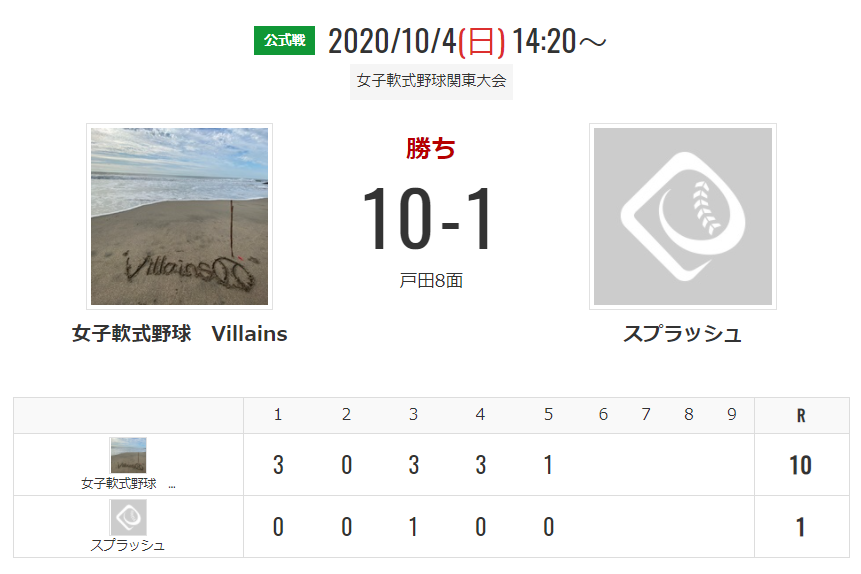 公式戦 2020/10/4(日) 14:20～
女子軟式野球関東大会
勝ち
10-1
戸田8面
Villains
女子軟式野球　Villains
スプラッシュ
1 2 3 4 5 6 7 8 9 R
3 0 3 3 1 10
女子軟式野球　...
0 0 1 0 0 1
スプラッシュ